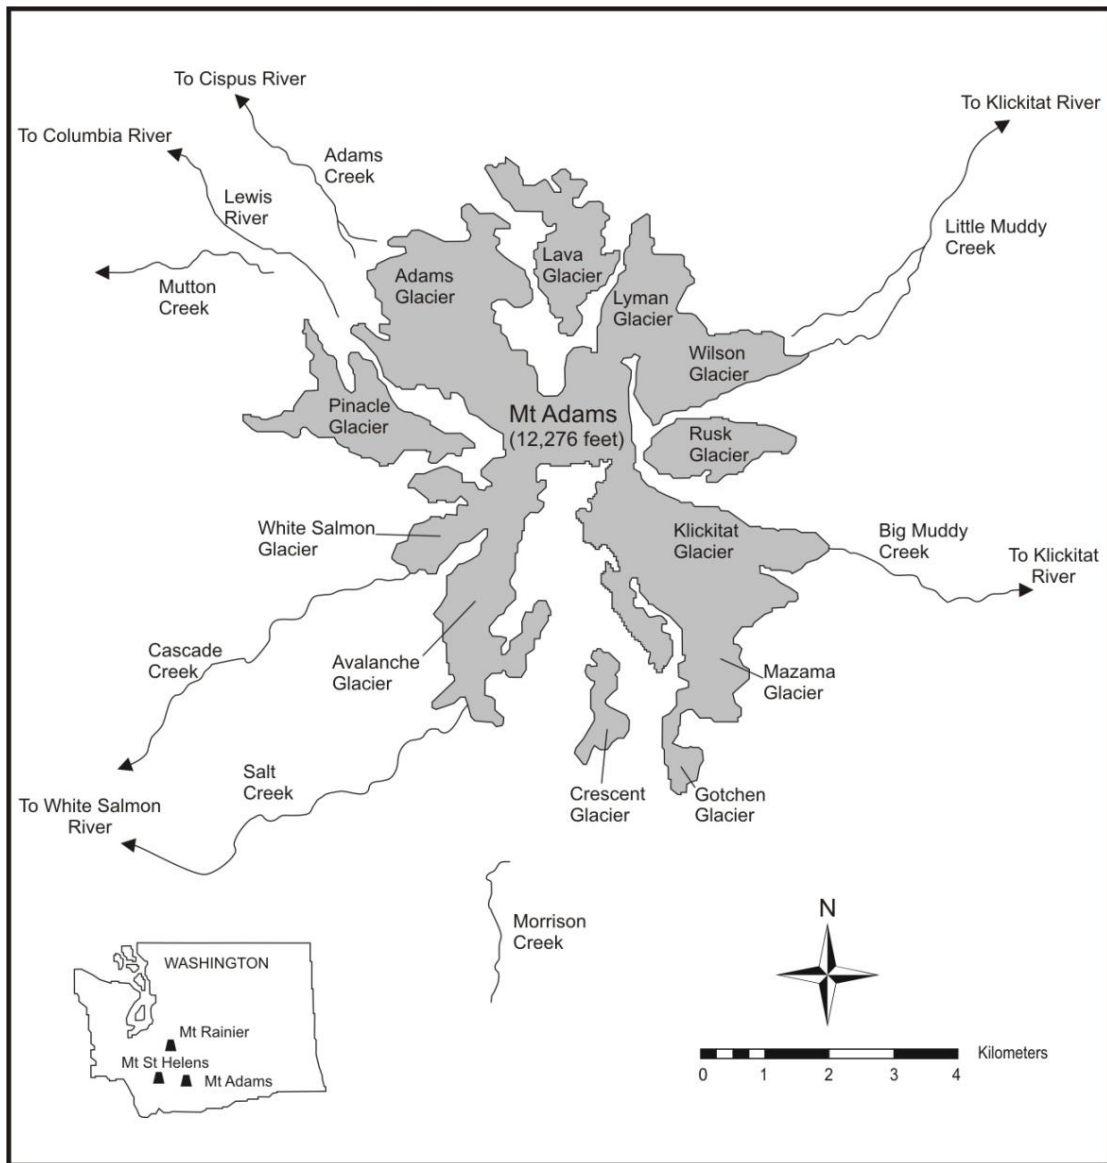 To Cispus River
To Klickitat River
To Columbia River
Adams
Creek
Lewis
River
Little Muddy
Creek
Mutton
Creek
Adams
Glacier
Lava
Glacier
Lyman
Glacier
Wilson
Glacier
Pinacle
Glacier
Mt Adams
(12,276 feet)
Rusk
Glacier
White Salmon
Glacier
Klickitat
Glacier
Big Muddy
Creek
To Klickitat
River
Cascade
Creek
Avalanche
Glacier
Mazama
Glacier
Salt
Creek
To White Salmon
River
Crescent
Glacier
Gotchen
Glacier
Morrison
Creek
N
WASHINGTON
Mt Rainier
Mt St Helens
Mt Adams
Kilometers
0 1 2 3 4